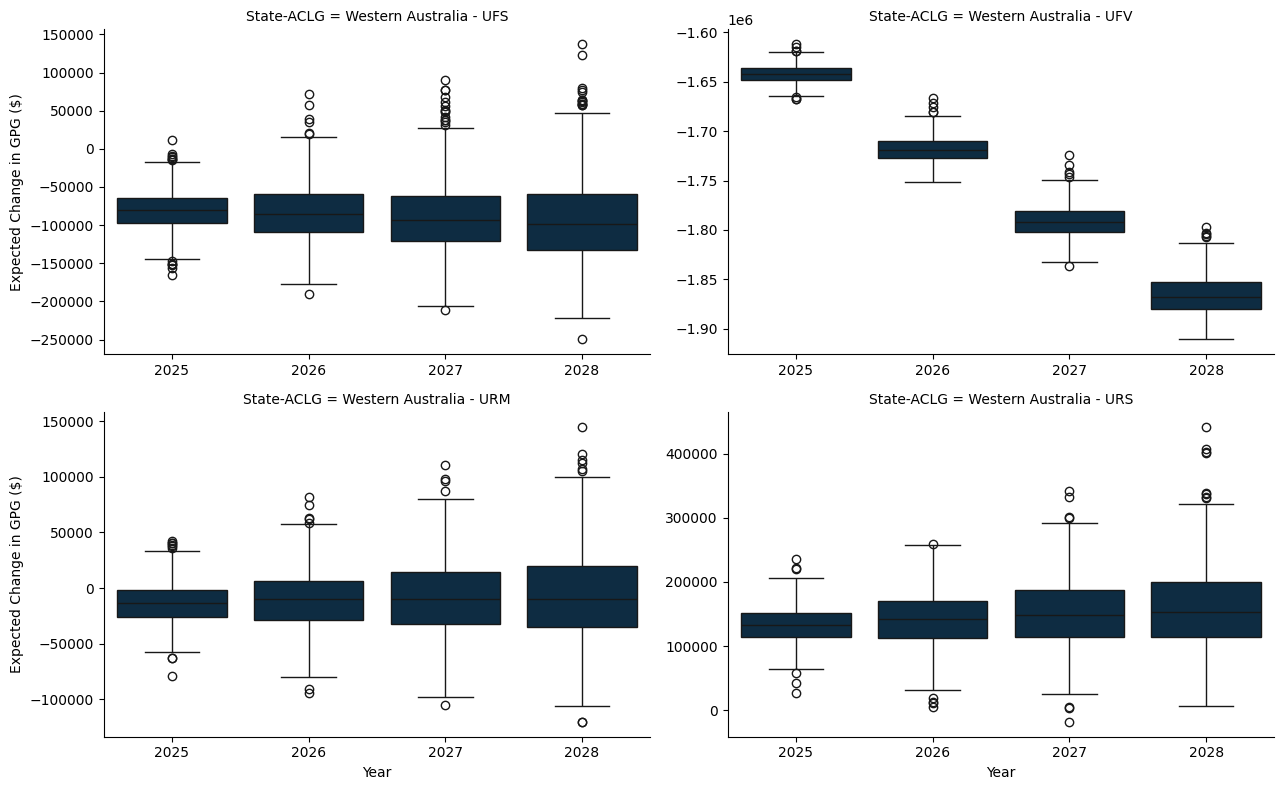 State-ACLG = Western Australia - UFS
Expected Change in GPG ($)
150000
100000
50000
0
−50000
−100000
−150000
−200000
−250000
2025 2026 2027 2028
State-ACLG = Western Australia - UFV
1e6
−1.60
−1.65
−1.70
−1.75
−1.80
−1.85
−1.90
2025 2026 2027 2028
State-ACLG = Western Australia - URM
Expected Change in GPG ($)
150000
100000
50000
0
−50000
−100000
2025 2026 2027 2028
Year
State-ACLG = Western Australia - URS
400000
300000
200000
100000
0
2025 2026 2027 2028
Year